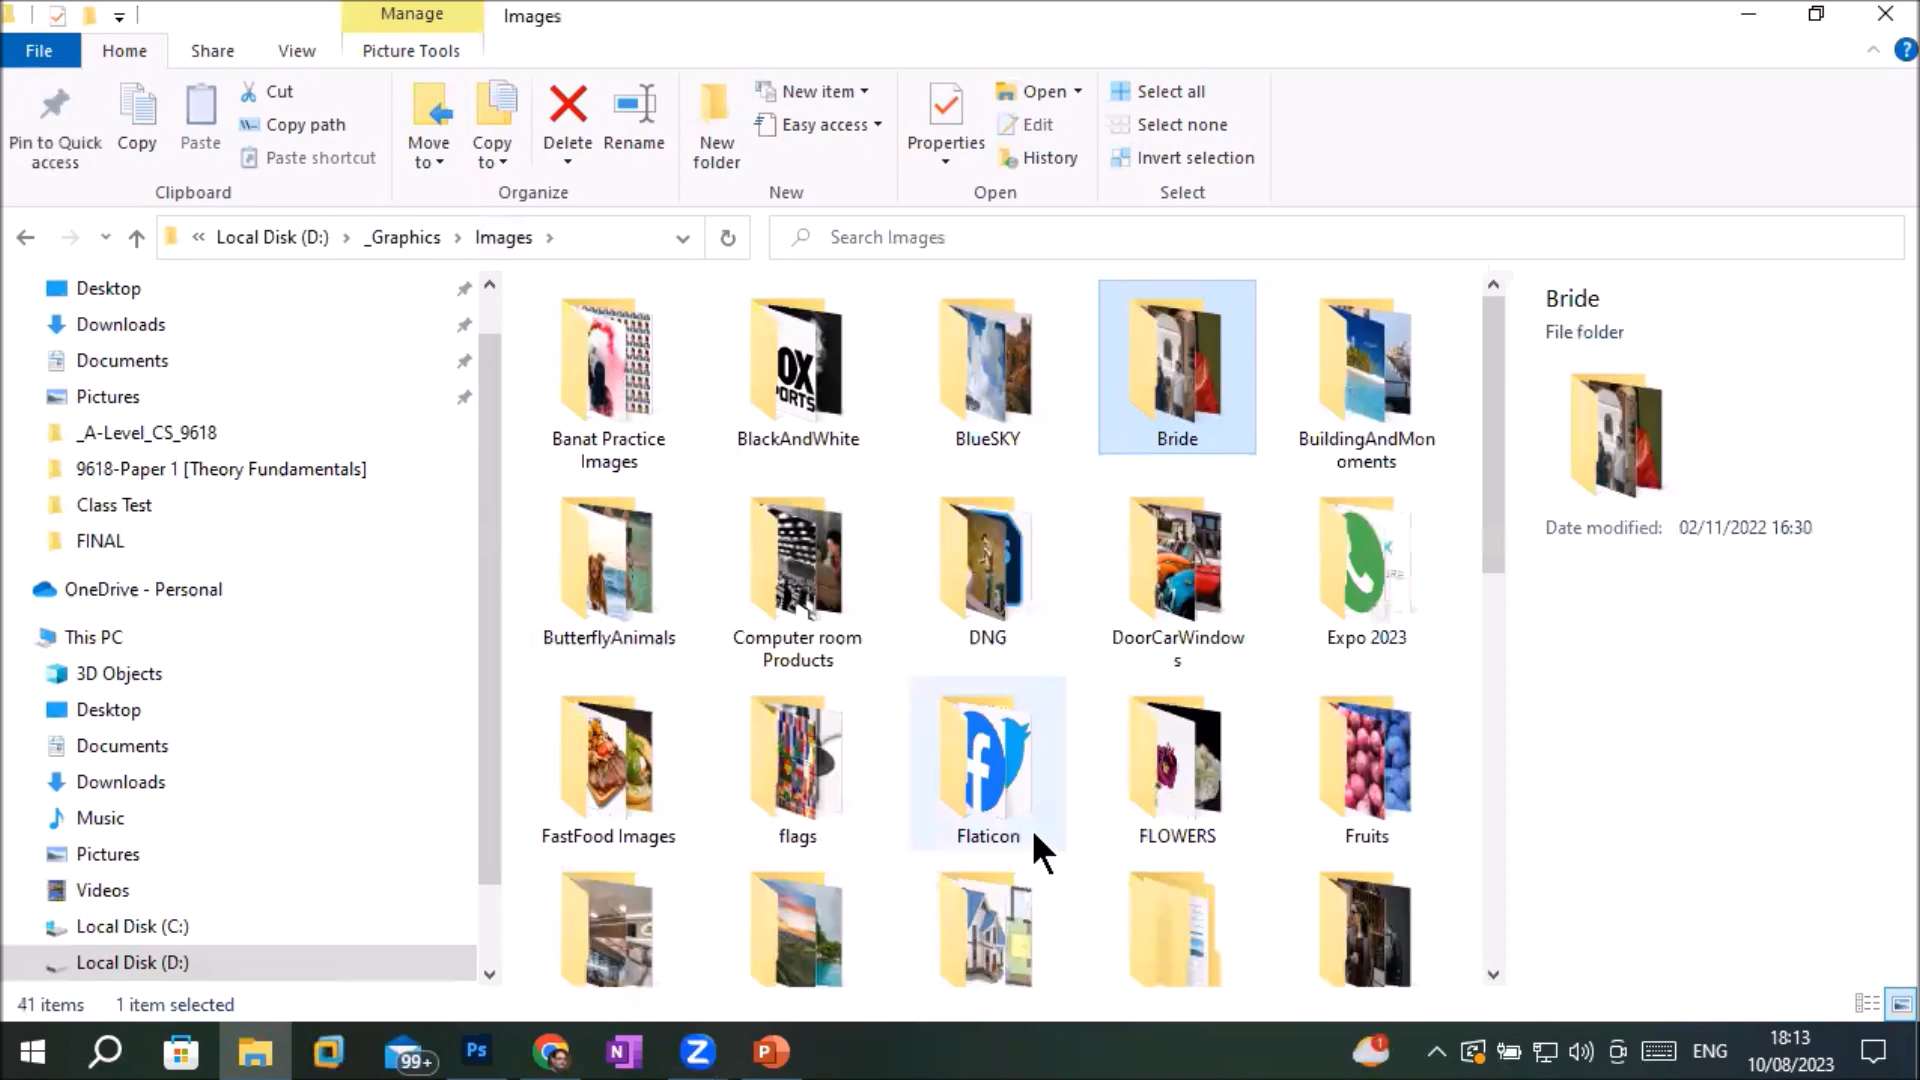 Manage
Images
File
Home
Share
View
Picture Tools
Pin to Quick
access
Copy
Paste
Cut
Copy path
Paste shortcut
Clipboard
Move
to
Copy
to
Delete
Rename
Organize
New
folder
New item
Easy access
New
Properties
Open
Edit
History
Open
Select all
Select none
Invert selection
Select
« Local Disk (D:) › _Graphics › Images ›
Search Images
Desktop
Downloads
Documents
Pictures
_A-Level_CS_9618
9618-Paper 1 [Theory Fundamentals]
Class Test
FINAL
OneDrive - Personal
This PC
3D Objects
Desktop
Documents
Downloads
Music
Pictures
Videos
Local Disk (C:)
Local Disk (D:)
OX
PORTS
Banat Practice
Images
BlackAndWhite
BlueSKY
Bride
BuildingAndMon
oments
ButterflyAnimals
Computer room
Products
DNG
DoorCarWindow
s
Expo 2023
FastFood Images
flags
Flaticon
FLOWERS
Fruits
Bride
File folder
Date modified: 02/11/2022 16:30
41 items 1 item selected
99+
Ps
N
Z
P
1
ENG
18:13
10/08/2023